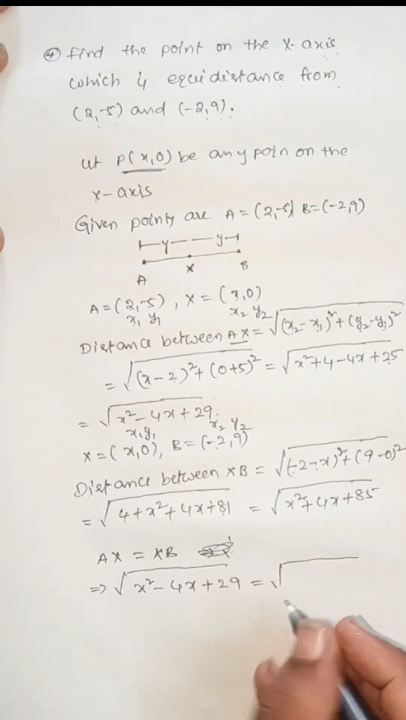 ④ Find the point on the x-axis
which is equidistance from
(2,-5) and (-2,9).
Let P(x,0) be any poin on the
x-axis
Given points are A=(2,-5) B=(-2,9)
y y
A x B
A=(2,-5), X=(x,0)
x₁ y₁ x₂ y₂
Distance between AX = √(x₂-x₁)²+(y₂-y₁)²
= √(x-2)²+(0+5)² = √x²+4-4x+25
= √x²-4x+29.
x₁ y₁ x₂ y₂
X=(x,0), B=(-2,9)
Distance between XB = √(-2-x)²+(9-0)²
= √4+x²+4x+81 = √x²+4x+85
AX = XB
⇒ √x²-4x+29 = √